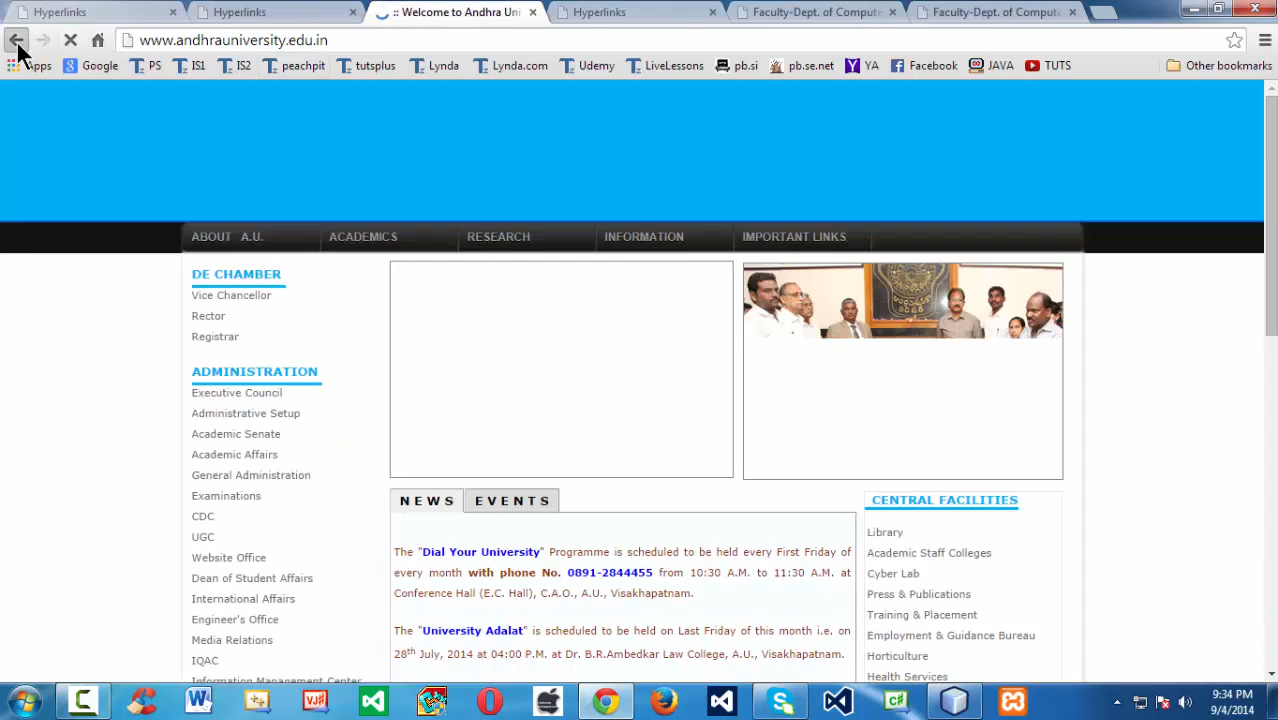 Hyperlinks
Hyperlinks
:: Welcome to Andhra Uni
Hyperlinks
Faculty-Dept. of Compute
Faculty-Dept. of Compute
www.andhrauniversity.edu.in
Apps
Google
PS
IS1
IS2
peachpit
tutsplus
Lynda
Lynda.com
Udemy
LiveLessons
pb.si
pb.se.net
YA
Facebook
JAVA
TUTS
Other bookmarks
ABOUT A.U.
ACADEMICS
RESEARCH
INFORMATION
IMPORTANT LINKS
DE CHAMBER
Vice Chancellor
Rector
Registrar
ADMINISTRATION
Executive Council
Administrative Setup
Academic Senate
Academic Affairs
General Administration
Examinations
CDC
UGC
Website Office
Dean of Student Affairs
International Affairs
Engineer's Office
Media Relations
IQAC
Information Management Center
NEWS
EVENTS
The "Dial Your University" Programme is scheduled to be held every First Friday of
every month with phone No. 0891-2844455 from 10:30 A.M. to 11:30 A.M. at
Conference Hall (E.C. Hall), C.A.O., A.U., Visakhapatnam.
The "University Adalat" is scheduled to be held on Last Friday of this month i.e. on
28th July, 2014 at 04:00 P.M. at Dr. B.R.Ambedkar Law College, A.U., Visakhapatnam.
CENTRAL FACILITIES
Library
Academic Staff Colleges
Cyber Lab
Press & Publications
Training & Placement
Employment & Guidance Bureau
Horticulture
Health Services
9:34 PM
9/4/2014